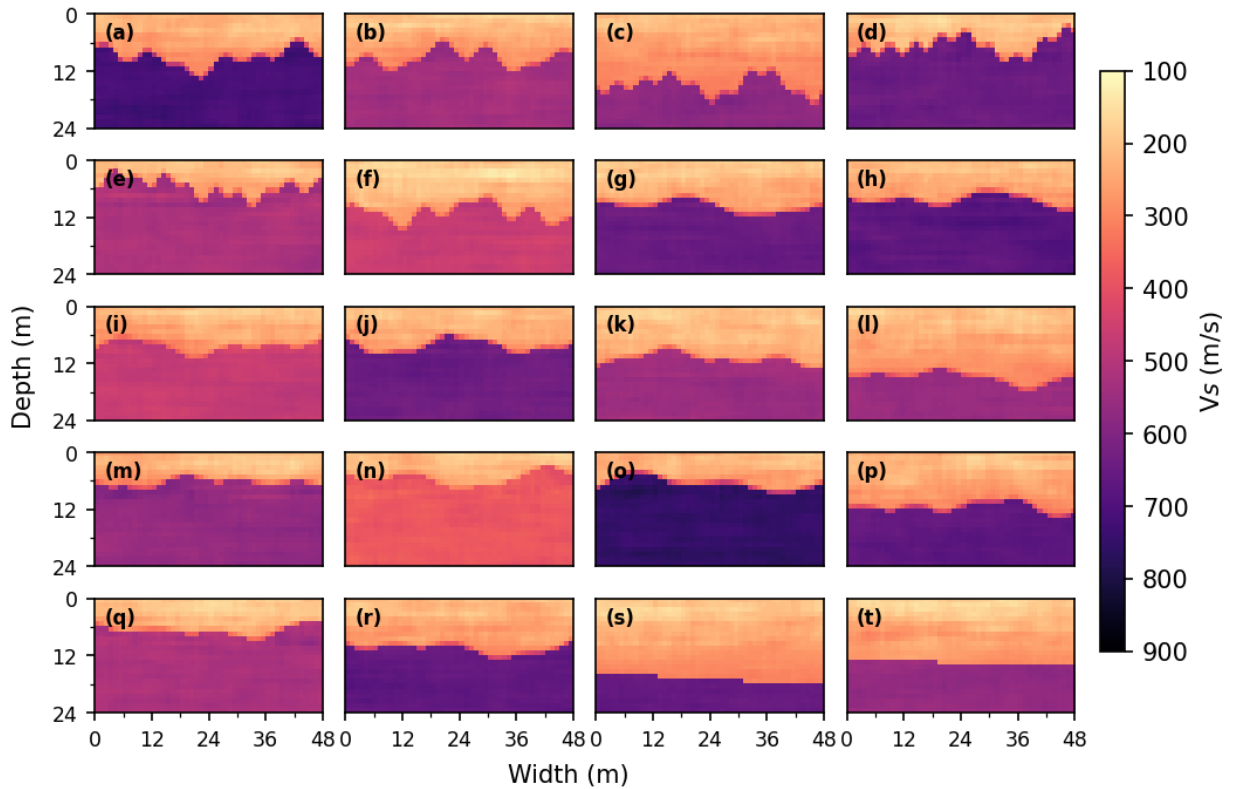 0
12
24
(a)
(b)
(c)
(d)
0
12
24
(e)
(f)
(g)
(h)
0
12
24
(i)
(j)
(k)
(l)
0
12
24
(m)
(n)
(o)
(p)
0
12
24
(q)
(r)
(s)
(t)
0 12 24 36 48
0 12 24 36 48
0 12 24 36 48
0 12 24 36 48
Width (m)
Depth (m)
100
200
300
400
500
600
700
800
900
Vs (m/s)